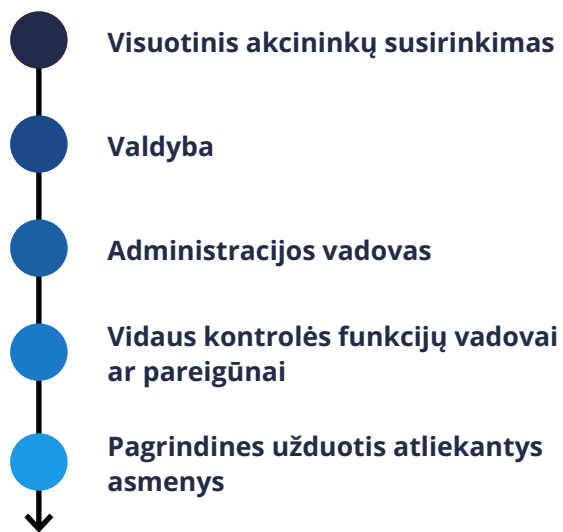 Visuotinis akcininkų susirinkimas
Valdyba
Administracijos vadovas
Vidaus kontrolės funkcijų vadovai
ar pareigūnai
Pagrindines užduotis atliekantys
asmenys